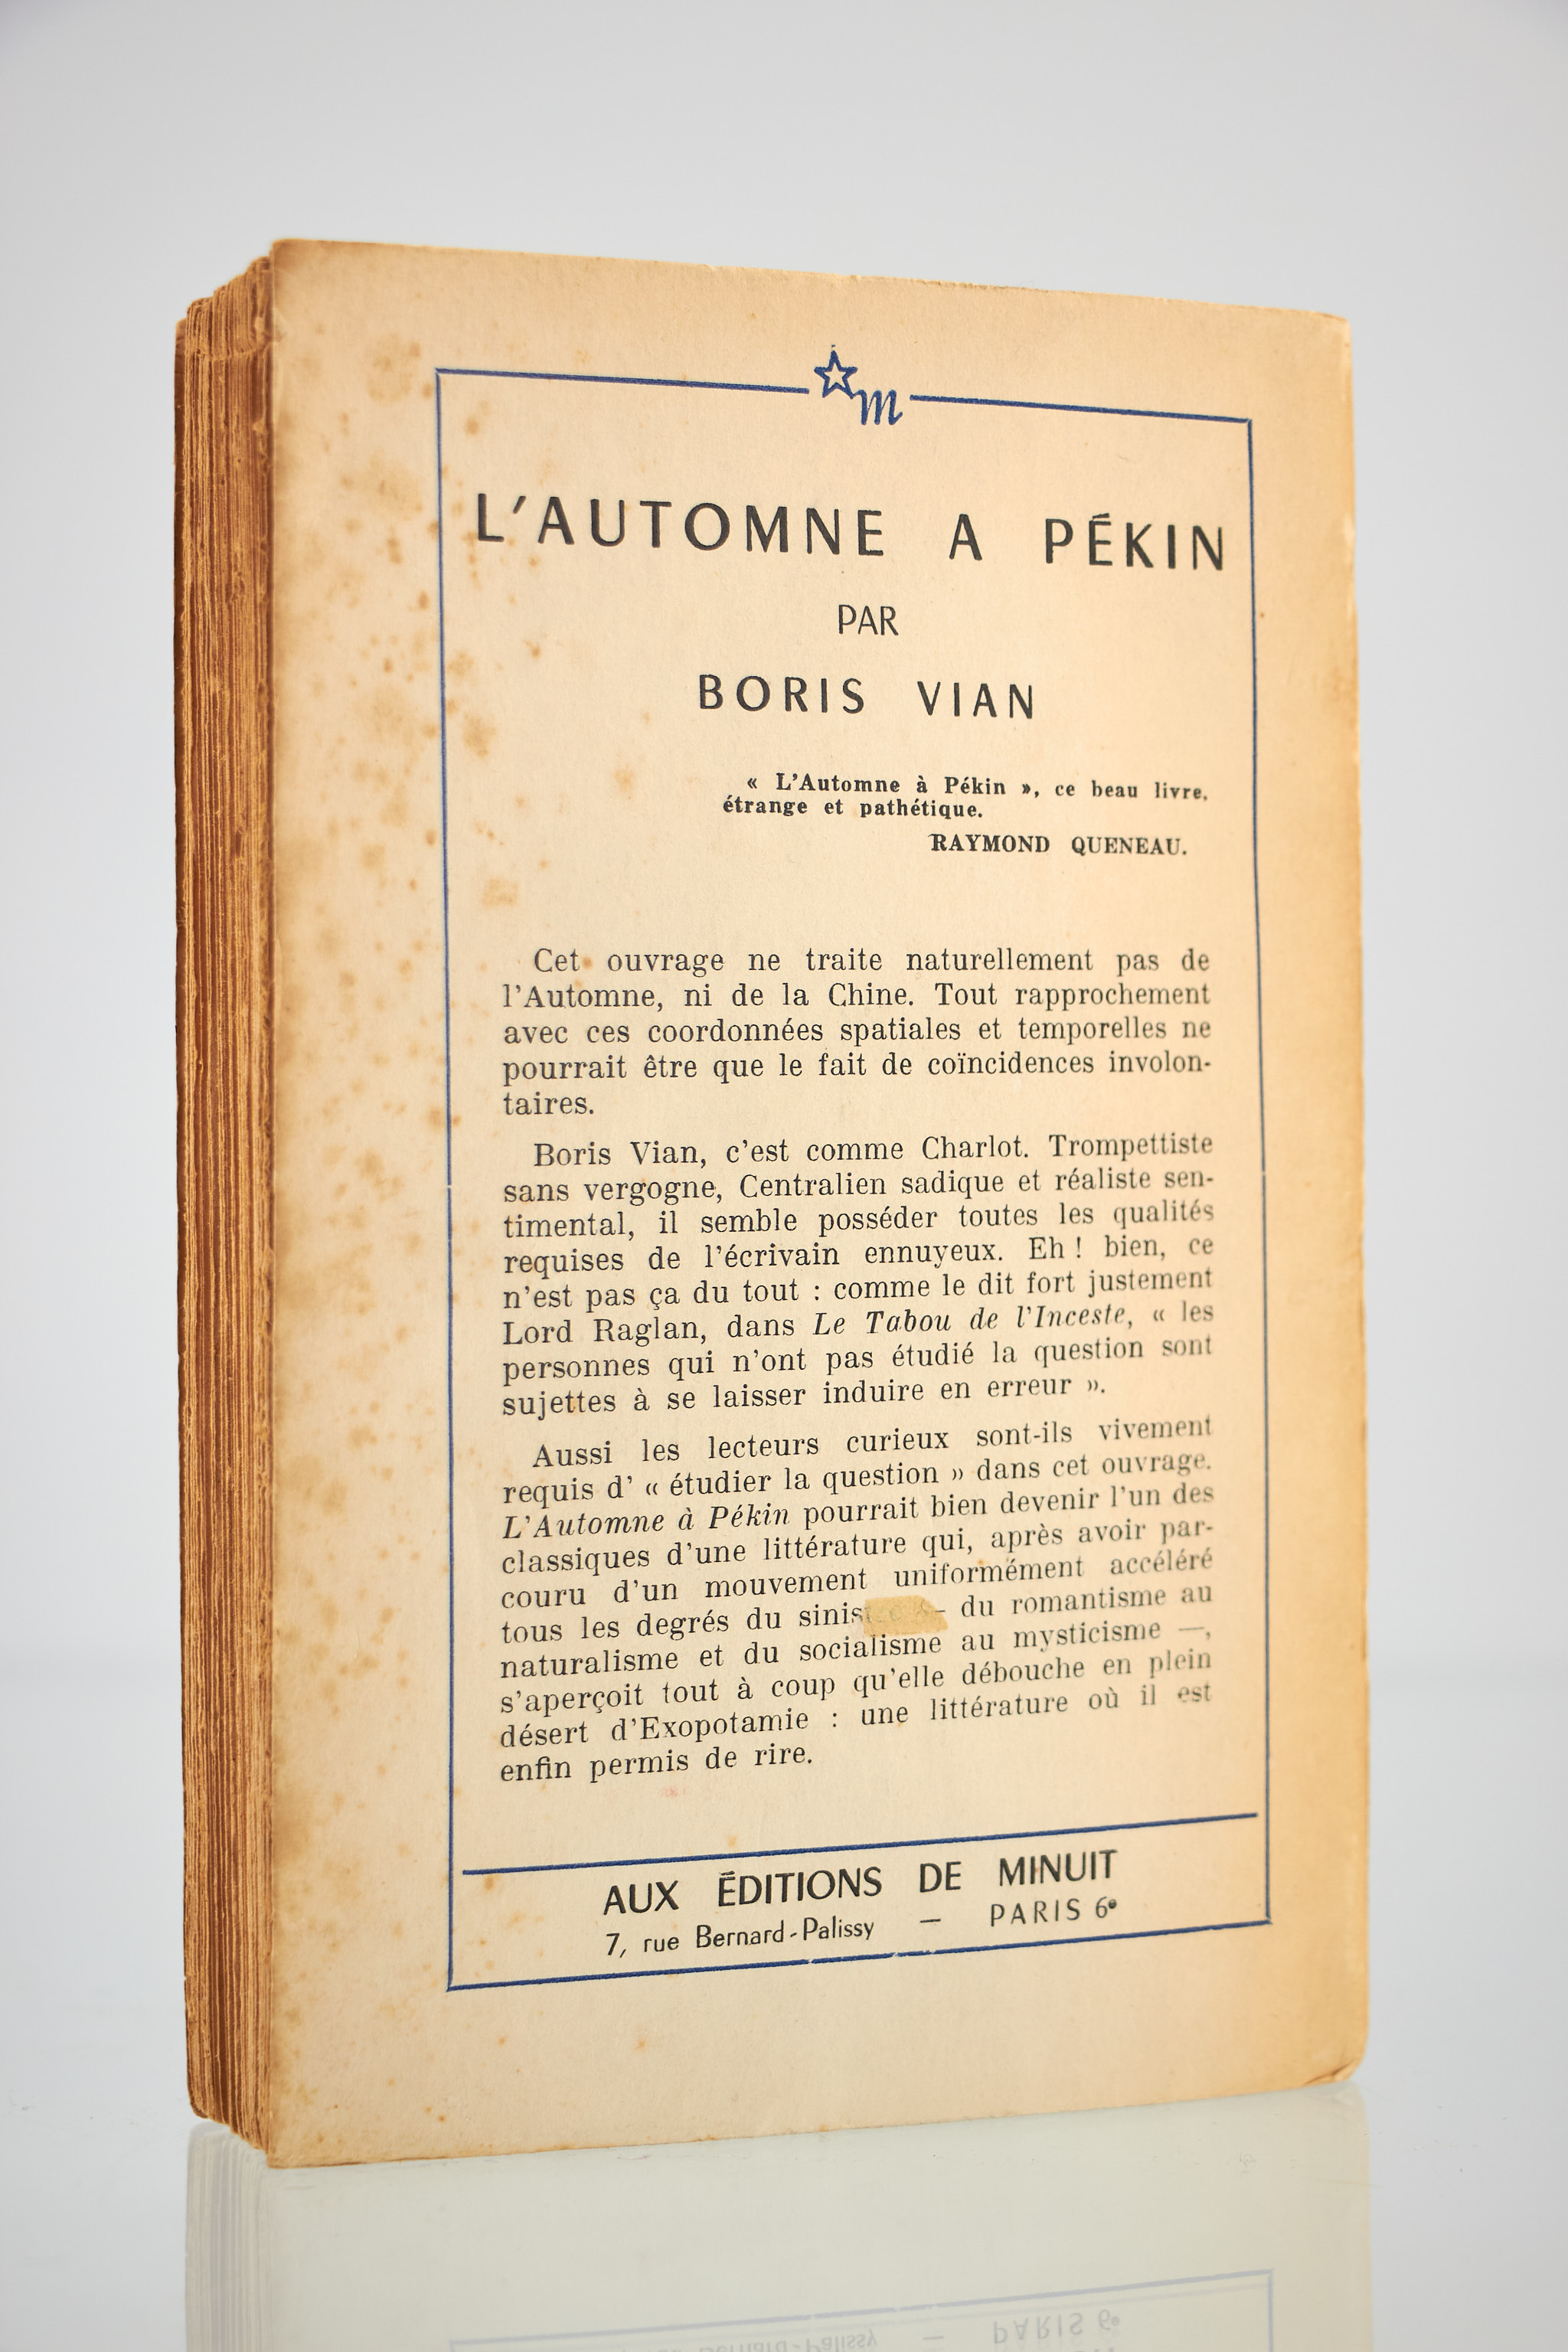 m
L'AUTOMNE A PÉKIN
PAR
BORIS VIAN
« L'Automne à Pékin », ce beau livre,
étrange et pathétique.
RAYMOND QUENEAU.
Cet ouvrage ne traite naturellement pas de
l'Automne, ni de la Chine. Tout rapprochement
avec ces coordonnées spatiales et temporelles ne
pourrait être que le fait de coïncidences involon-
taires.
Boris Vian, c'est comme Charlot. Trompettiste
sans vergogne, Centralien sadique et réaliste sen-
timental, il semble posséder toutes les qualités
requises de l'écrivain ennuyeux. Eh ! bien, ce
n'est pas ça du tout : comme le dit fort justement
Lord Raglan, dans Le Tabou de l'Inceste, « les
personnes qui n'ont pas étudié la question sont
sujettes à se laisser induire en erreur ».
Aussi les lecteurs curieux sont-ils vivement
requis d' « étudier la question » dans cet ouvrage.
L'Automne à Pékin pourrait bien devenir l'un des
classiques d'une littérature qui, après avoir par-
couru d'un mouvement uniformément accéléré
tous les degrés du — du romantisme au
naturalisme et du socialisme au mysticisme —,
s'aperçoit tout à coup qu'elle débouche en plein
désert d'Exopotamie : une littérature où il est
enfin permis de rire.
AUX ÉDITIONS DE MINUIT
7, rue Bernard-Palissy — PARIS 6e